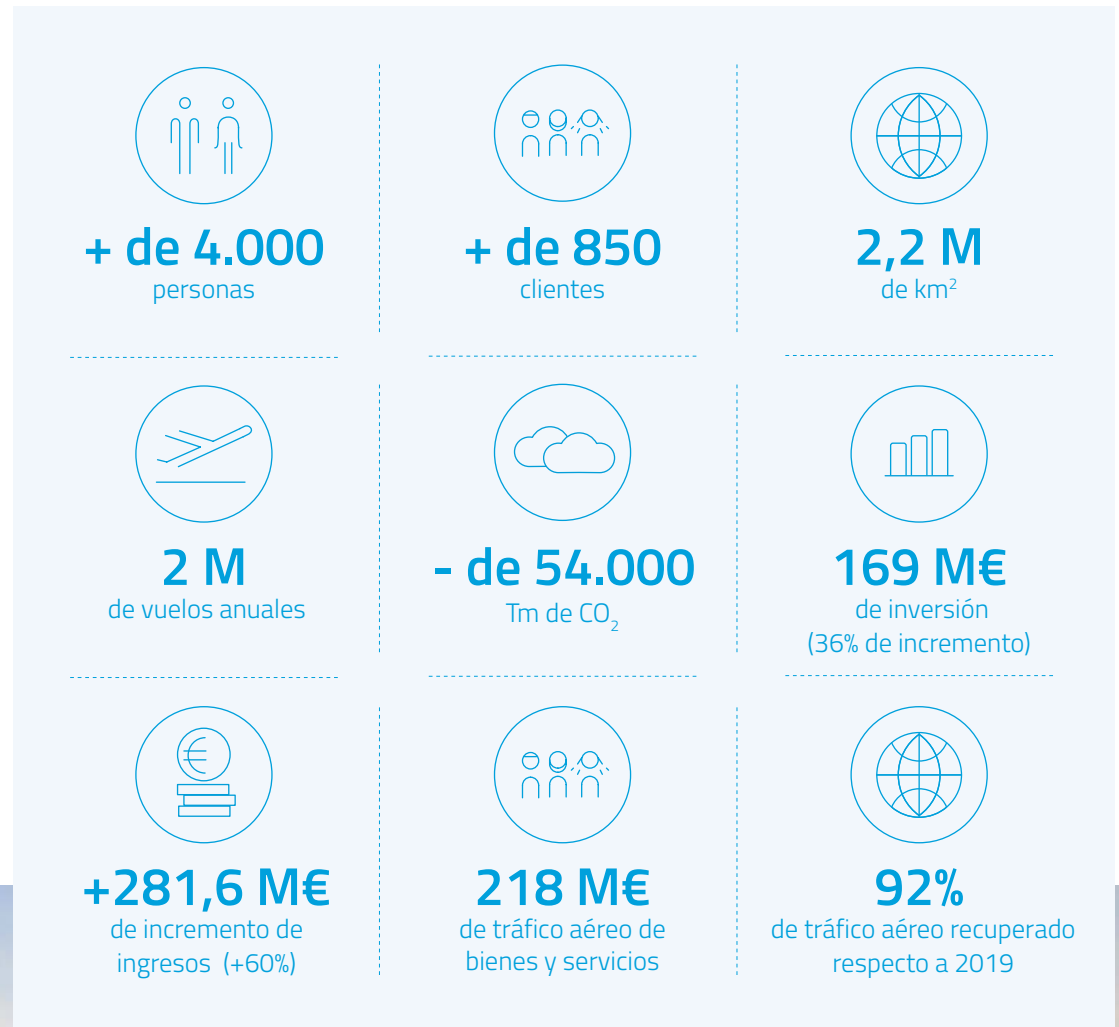 + de 4.000
personas
+ de 850
clientes
2,2 M
de km²
2 M
de vuelos anuales
- de 54.000
Tm de CO₂
169 M€
de inversión
(36% de incremento)
+281,6 M€
de incremento de
ingresos (+60%)
218 M€
de tráfico aéreo de
bienes y servicios
92%
de tráfico aéreo recuperado
respecto a 2019